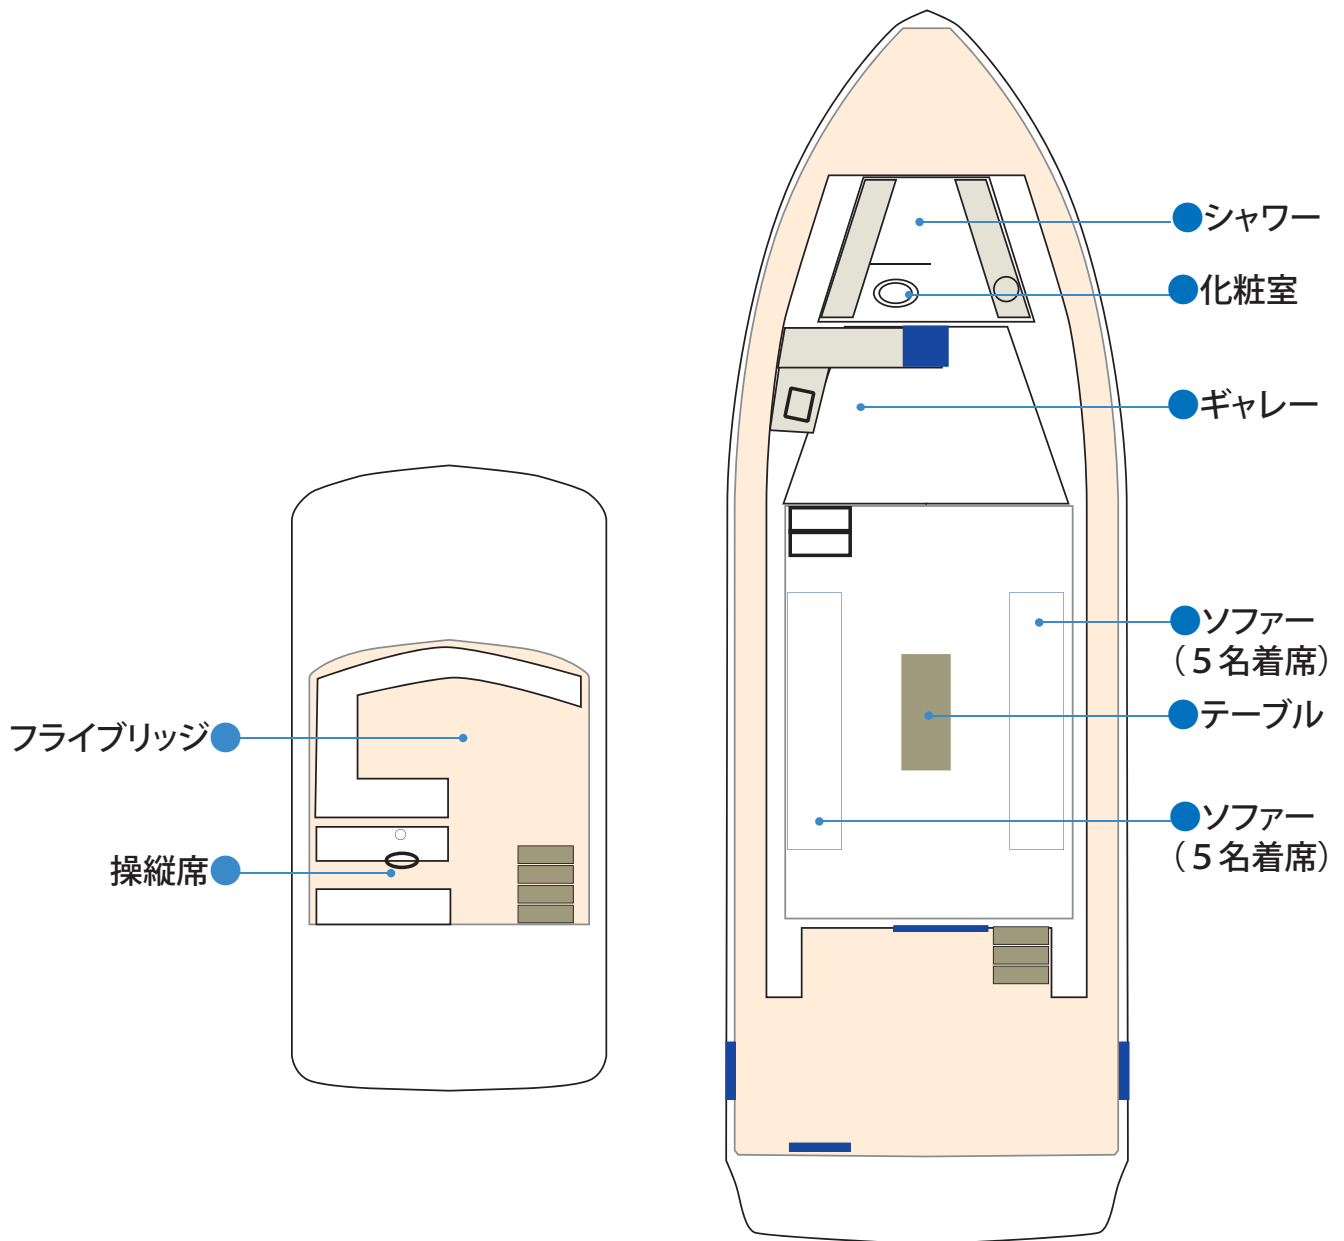 シャワー
化粧室
ギャレー
ソファー
（５名着席）
テーブル
ソファー
（５名着席）
フライブリッジ
操縦席